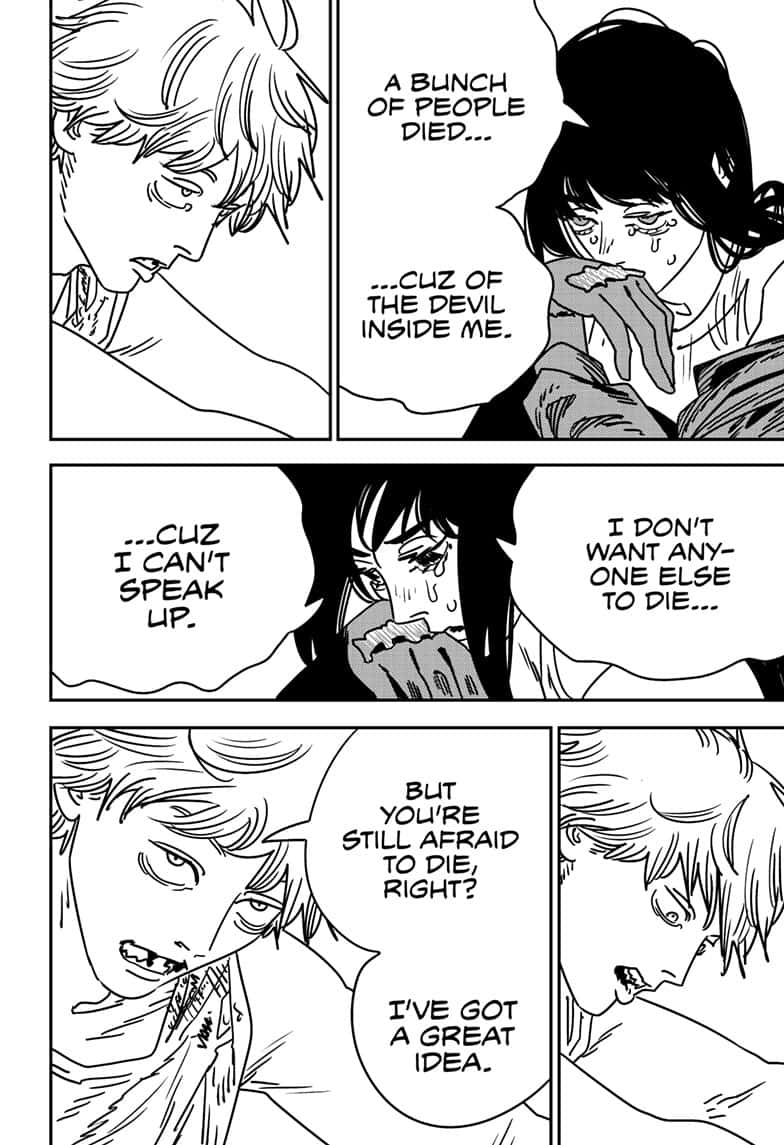 A BUNCH
OF PEOPLE
DIED...
...CUZ OF
THE DEVIL
INSIDE ME.
...CUZ
I CAN'T
SPEAK
UP.
I DON'T
WANT ANY-
ONE ELSE
TO DIE...
BUT
YOU'RE
STILL AFRAID
TO DIE,
RIGHT?
I'VE GOT
A GREAT
IDEA.